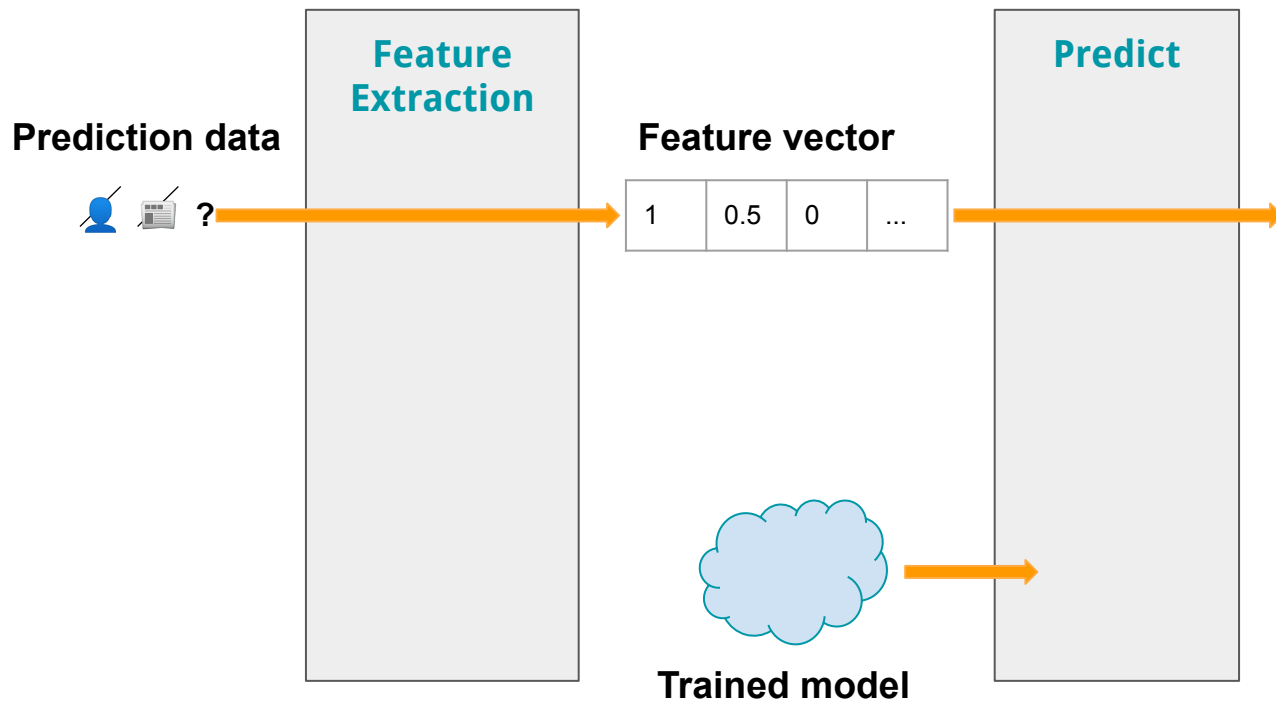 Feature
Extraction
Predict
Prediction data
Feature vector
?
1 0.5 0 ...
Trained model